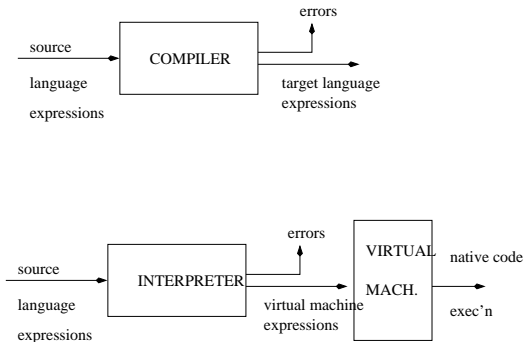 errors
source
COMPILER
language
expressions
target language
expressions
errors
source
INTERPRETER
language
expressions
virtual machine
expressions
VIRTUAL
MACH.
native code
exec'n